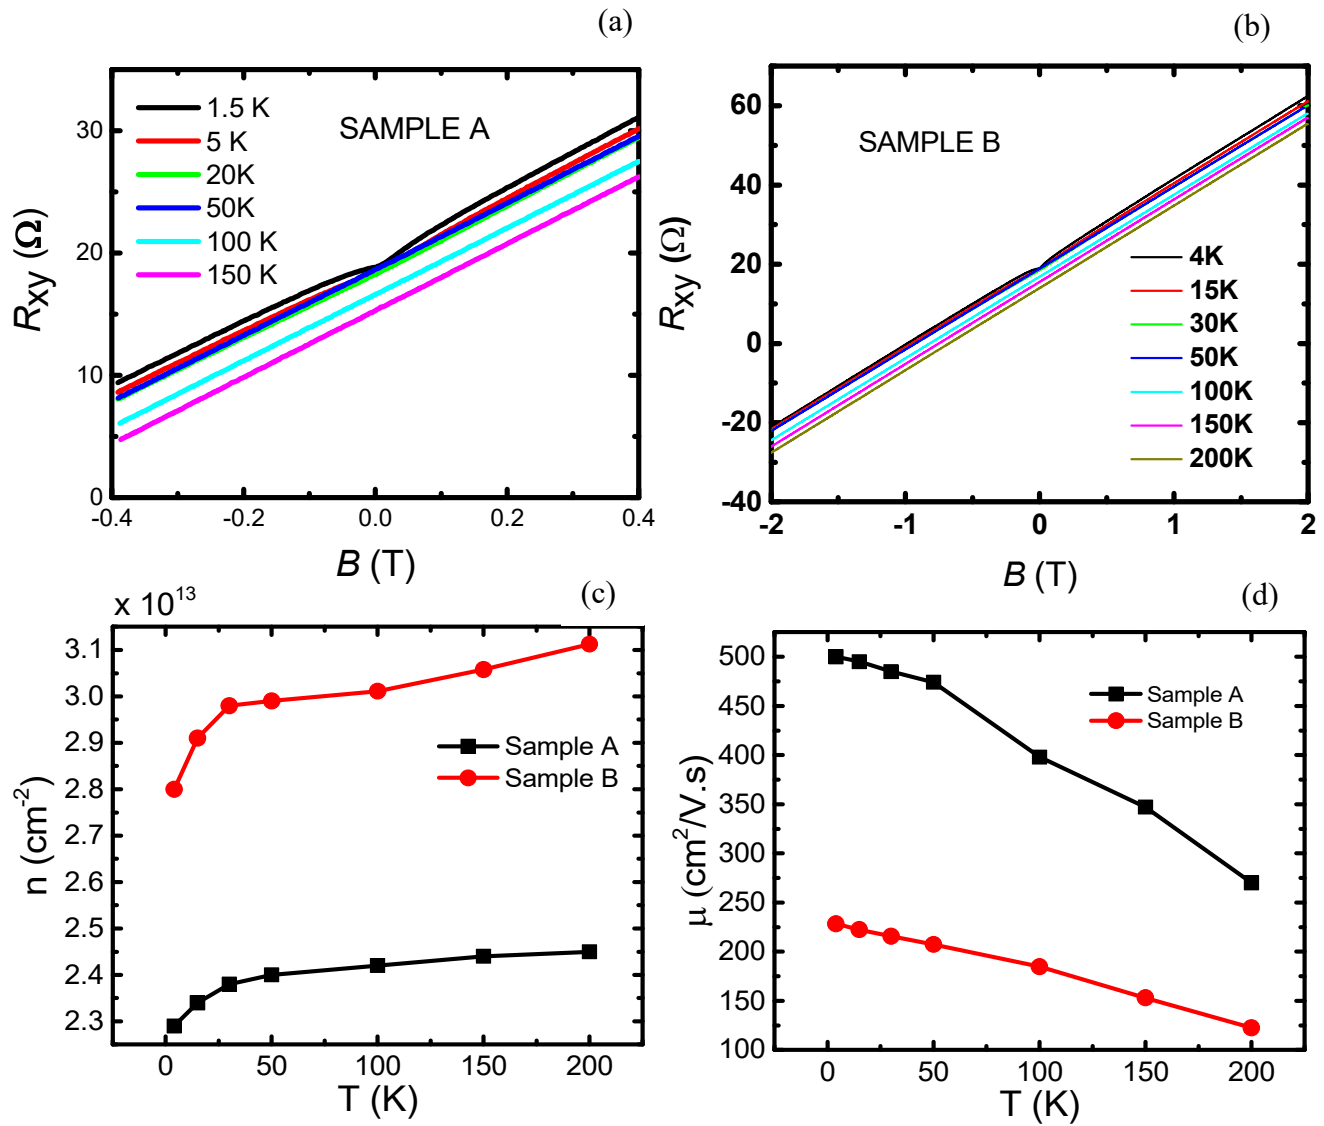 (a)
SAMPLE A
1.5 K
5 K
20K
50K
100 K
150 K
30
20
10
0
-0.4
-0.2
0.0
0.2
0.4
Rxy (Ω)
B (T)
(b)
SAMPLE B
4K
15K
30K
50K
100K
150K
200K
60
40
20
0
-20
-40
-2
-1
0
1
2
Rxy (Ω)
B (T)
(c)
x 10¹³
3.1
3.0
2.9
2.8
2.7
2.6
2.5
2.4
2.3
Sample A
Sample B
0
50
100
150
200
n (cm⁻²)
T (K)
(d)
500
450
400
350
300
250
200
150
100
Sample A
Sample B
0
50
100
150
200
μ (cm²/V.s)
T (K)